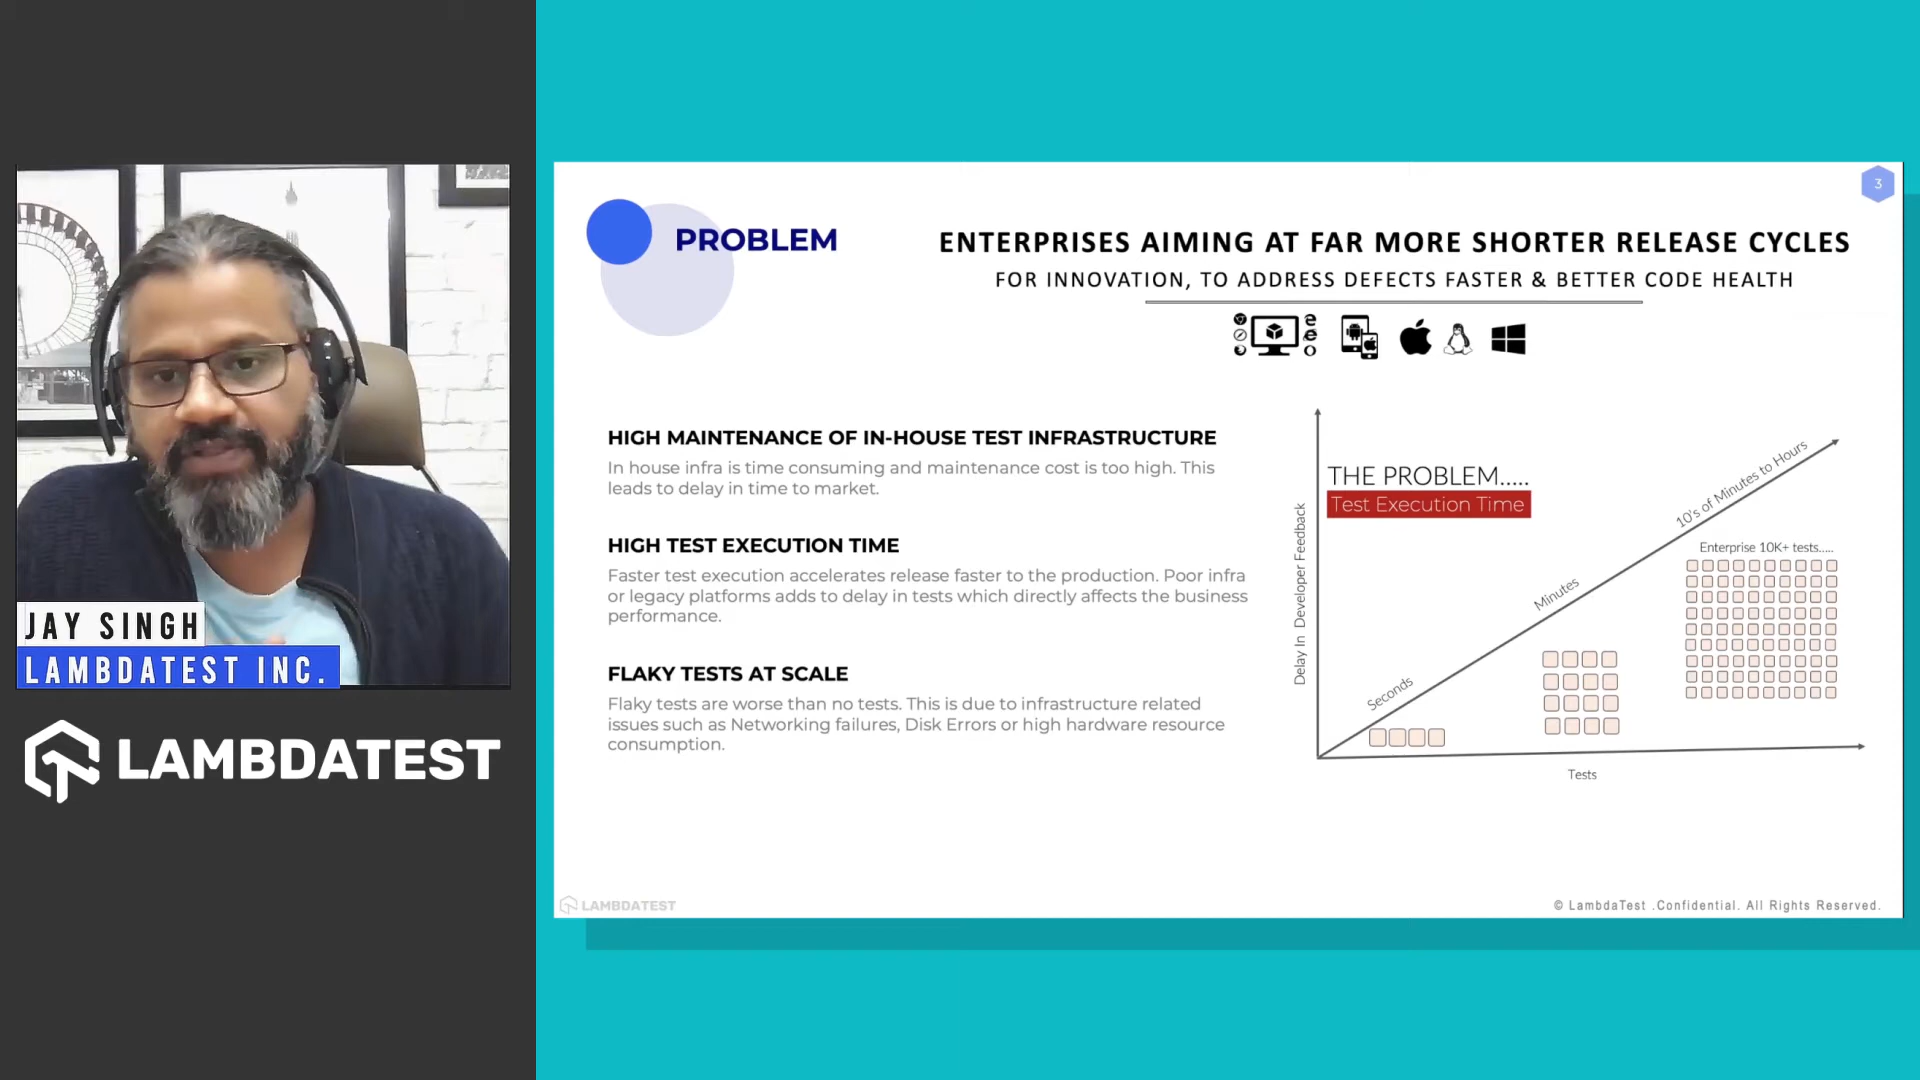 JAY SINGH
LAMBDATEST INC.
LAMBDATEST
3
PROBLEM
ENTERPRISES AIMING AT FAR MORE SHORTER RELEASE CYCLES
FOR INNOVATION, TO ADDRESS DEFECTS FASTER & BETTER CODE HEALTH
HIGH MAINTENANCE OF IN-HOUSE TEST INFRASTRUCTURE
In house infra is time consuming and maintenance cost is too high. This
leads to delay in time to market.
HIGH TEST EXECUTION TIME
Faster test execution accelerates release faster to the production. Poor infra
or legacy platforms adds to delay in tests which directly affects the business
performance.
FLAKY TESTS AT SCALE
Flaky tests are worse than no tests. This is due to infrastructure related
issues such as Networking failures, Disk Errors or high hardware resource
consumption.
THE PROBLEM.....
Test Execution Time
Delay In Developer Feedback
Seconds
Minutes
10's of Minutes to Hours
Enterprise 10K+ tests.....
Tests
LAMBDATEST
© LambdaTest .Confidential. All Rights Reserved.